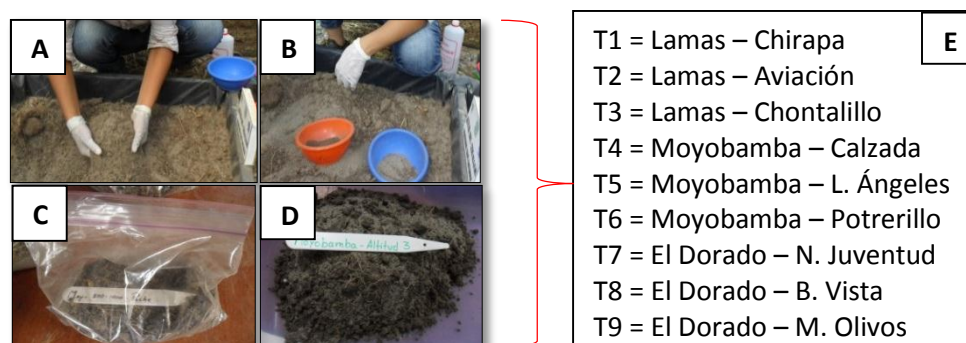 A
B
C
D
Moyobamba - Altitud 3
E
T1 = Lamas – Chirapa
T2 = Lamas – Aviación
T3 = Lamas – Chontalillo
T4 = Moyobamba – Calzada
T5 = Moyobamba – L. Ángeles
T6 = Moyobamba – Potrerillo
T7 = El Dorado – N. Juventud
T8 = El Dorado – B. Vista
T9 = El Dorado – M. Olivos